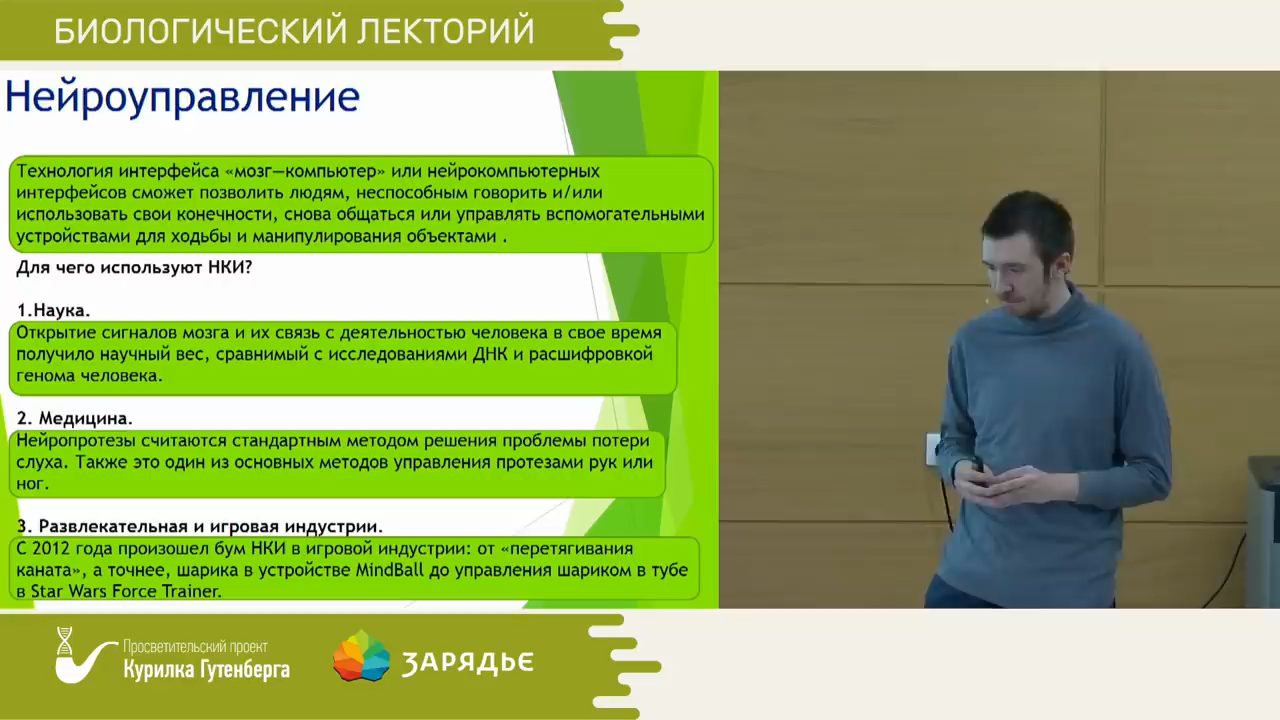 БИОЛОГИЧЕСКИЙ ЛЕКТОРИЙ
Нейроуправление
Технология интерфейса «мозг—компьютер» или нейрокомпьютерных
интерфейсов сможет позволить людям, неспособным говорить и/или
использовать свои конечности, снова общаться или управлять вспомогательными
устройствами для ходьбы и манипулирования объектами .
Для чего используют НКИ?
1.Наука.
Открытие сигналов мозга и их связь с деятельностью человека в свое время
получило научный вес, сравнимый с исследованиями ДНК и расшифровкой
генома человека.
2. Медицина.
Нейропротезы считаются стандартным методом решения проблемы потери
слуха. Также это один из основных методов управления протезами рук или
ног.
3. Развлекательная и игровая индустрии.
С 2012 года произошел бум НКИ в игровой индустрии: от «перетягивания
каната», а точнее, шарика в устройстве MindBall до управления шариком в тубе
в Star Wars Force Trainer.
Просветительский проект
Курилка Гутенберга
ЗАРЯДЬЕ